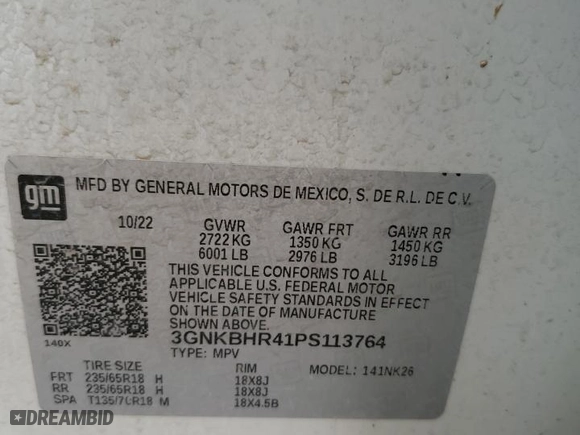 gm
MFD BY GENERAL MOTORS DE MEXICO, S. DE R.L. DE C.V.
10/22 GVWR GAWR FRT GAWR RR
2722 KG 1350 KG 1450 KG
6001 LB 2976 LB 3196 LB
THIS VEHICLE CONFORMS TO ALL
APPLICABLE U.S. FEDERAL MOTOR
VEHICLE SAFETY STANDARDS IN EFFECT
ON THE DATE OF MANUFACTURE
SHOWN ABOVE.
140X
3GNKBHR41PS113764
TYPE: MPV MODEL: 141NK26
TIRE SIZE RIM
FRT 235/65R18 H 18X8J
RR 235/65R18 H 18X8J
SPA T135/70R18 M 18X4.5B
DREAMBID